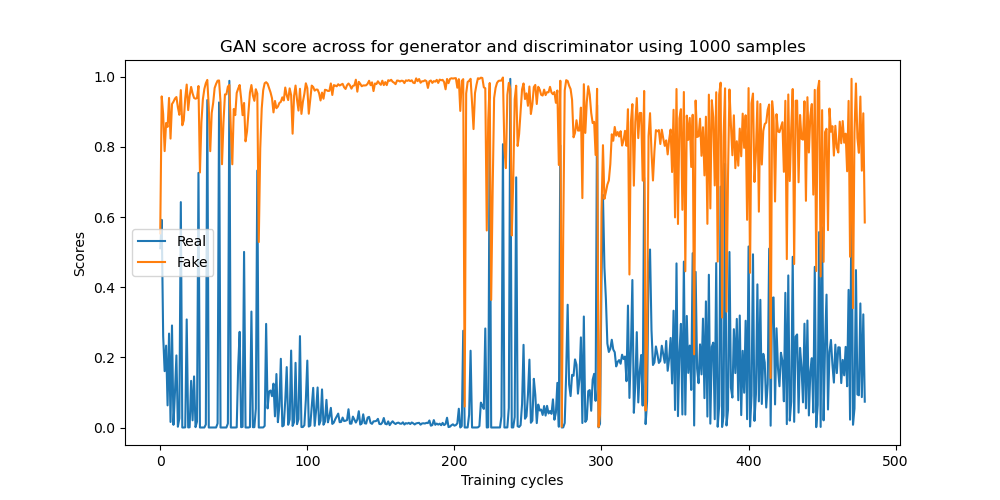 GAN score across for generator and discriminator using 1000 samples
1.0
0.8
0.6
0.4
0.2
0.0
Scores
Real
Fake
0
100
200
300
400
500
Training cycles